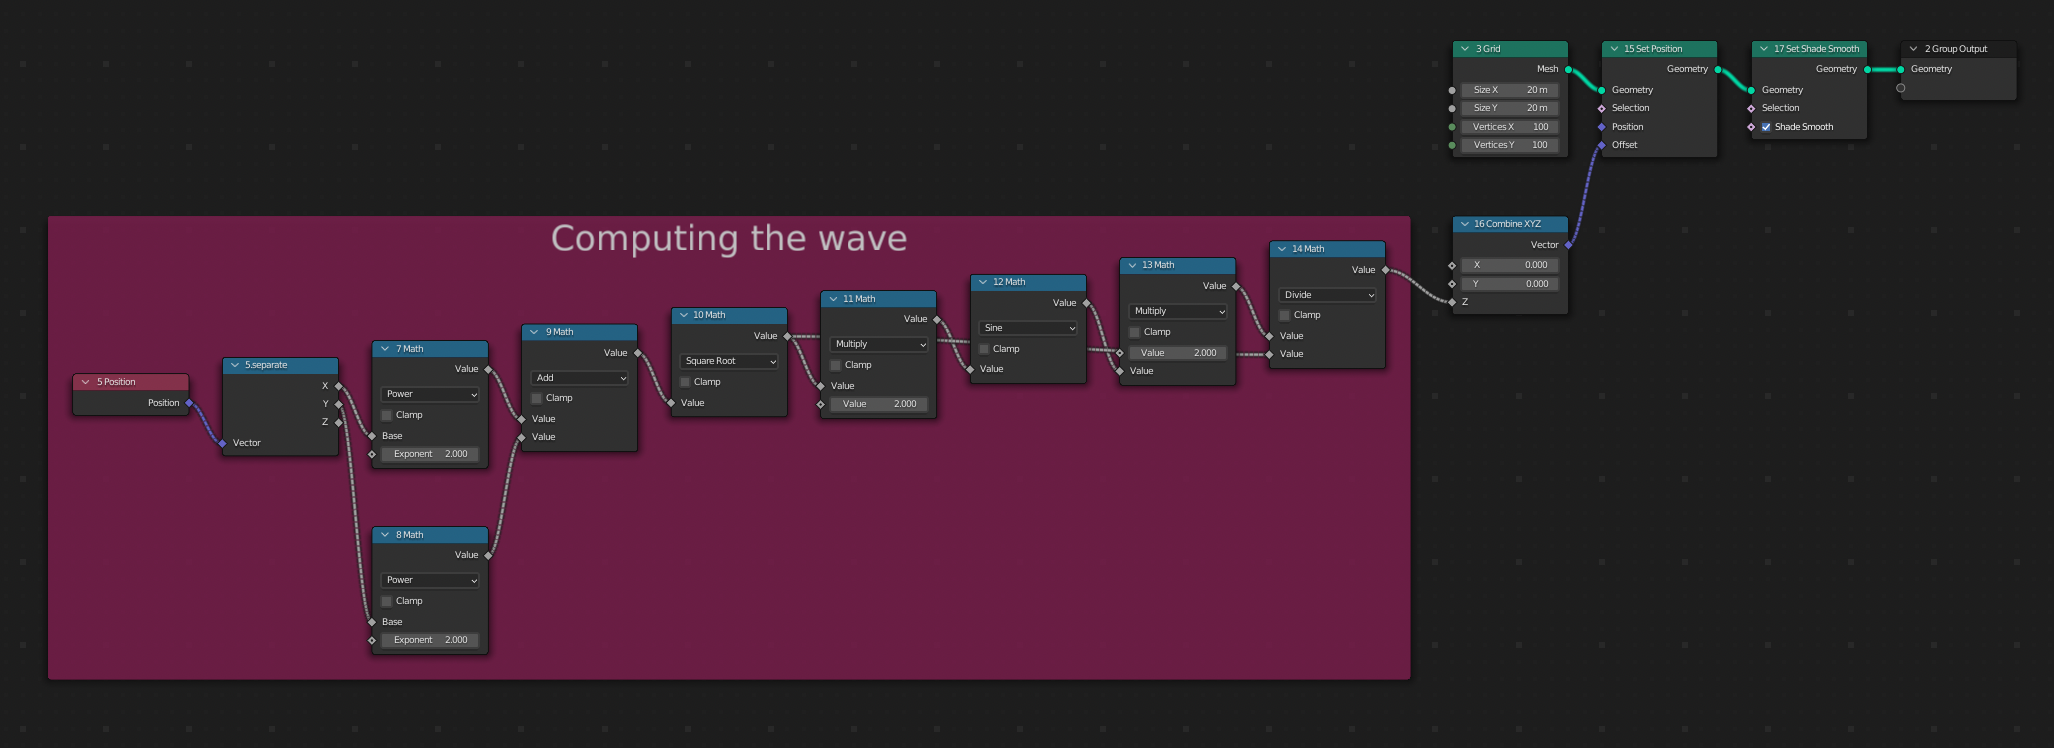 3 Grid
Mesh
Size X 20 m
Size Y 20 m
Vertices X 100
Vertices Y 100
15 Set Position
Geometry
Geometry
Selection
Position
Offset
17 Set Shade Smooth
Geometry
Geometry
Selection
Shade Smooth
2 Group Output
Geometry
Computing the wave
5 Position
Position
5.separate
X
Y
Z
Vector
7 Math
Value
Power
Clamp
Base
Exponent 2.000
8 Math
Value
Power
Clamp
Base
Exponent 2.000
9 Math
Value
Add
Clamp
Value
Value
10 Math
Value
Square Root
Clamp
Value
11 Math
Value
Multiply
Clamp
Value
Value 2.000
12 Math
Value
Sine
Clamp
Value
13 Math
Value
Multiply
Clamp
Value 2.000
Value
14 Math
Value
Divide
Clamp
Value
Value
16 Combine XYZ
Vector
X 0.000
Y 0.000
Z